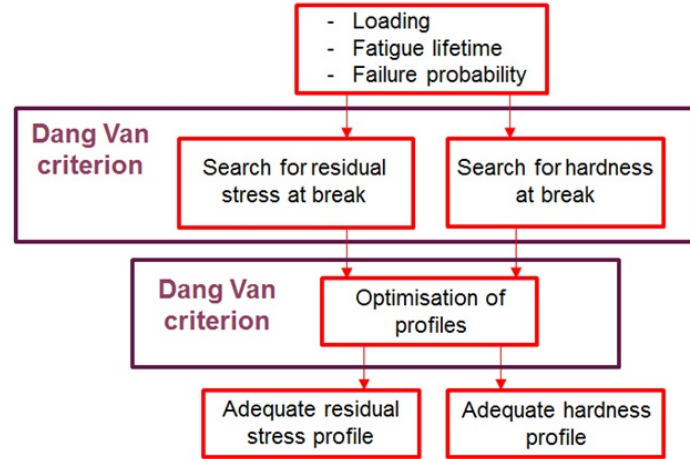 - Loading
- Fatigue lifetime
- Failure probability
Dang Van
criterion
Search for residual
stress at break
Search for hardness
at break
Dang Van
criterion
Optimisation of
profiles
Adequate residual
stress profile
Adequate hardness
profile